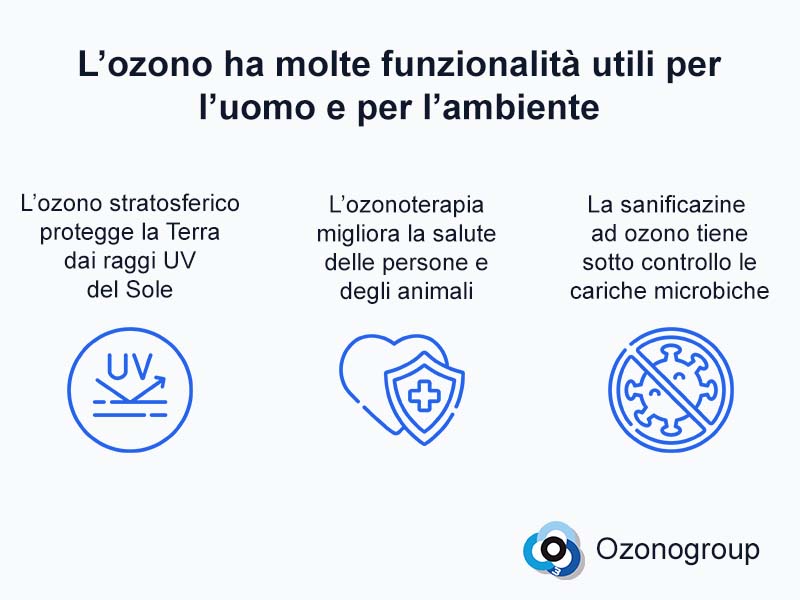 L’ozono ha molte funzionalità utili per
l’uomo e per l’ambiente
L’ozono stratosferico
protegge la Terra
dai raggi UV
del Sole
L’ozonoterapia
migliora la salute
delle persone e
degli animali
La sanificazine
ad ozono tiene
sotto controllo le
cariche microbiche
UV
Ozonogroup